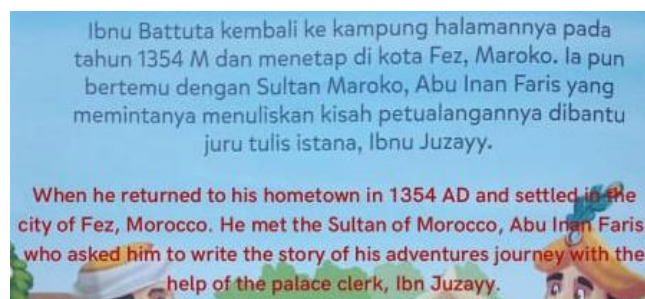 Ibnu Battuta kembali ke kampung halamannya pada
tahun 1354 M dan menetap di kota Fez, Maroko. Ia pun
bertemu dengan Sultan Maroko, Abu Inan Faris yang
memintanya menuliskan kisah petualangannya dibantu
juru tulis istana, Ibnu Juzayy.
When he returned to his hometown in 1354 AD and settled in the
city of Fez, Morocco. He met the Sultan of Morocco, Abu Inan Faris
who asked him to write the story of his adventures journey with the
help of the palace clerk, Ibn Juzayy.